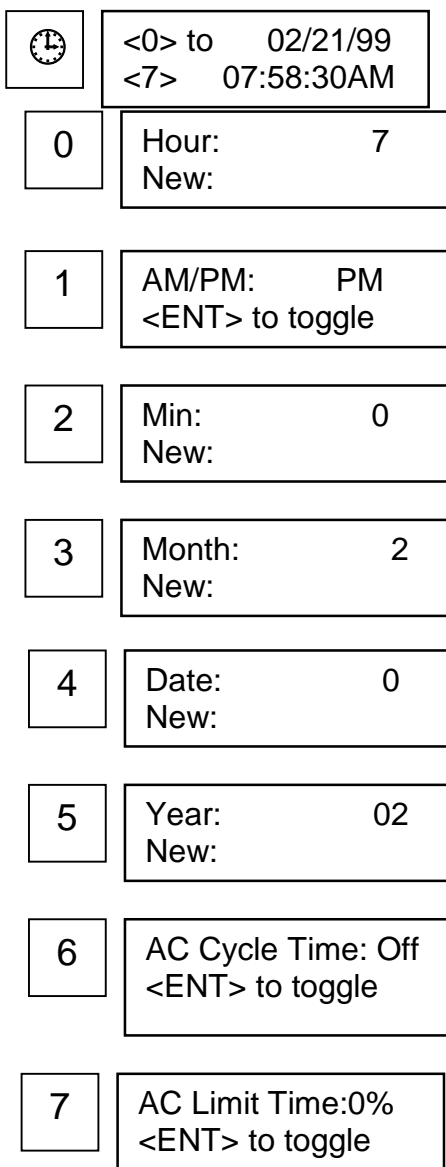 <0> to 02/21/99
<7> 07:58:30AM
0
Hour: 7
New:
1
AM/PM: PM
<ENT> to toggle
2
Min: 0
New:
3
Month: 2
New:
4
Date: 0
New:
5
Year: 02
New:
6
AC Cycle Time: Off
<ENT> to toggle
7
AC Limit Time:0%
<ENT> to toggle